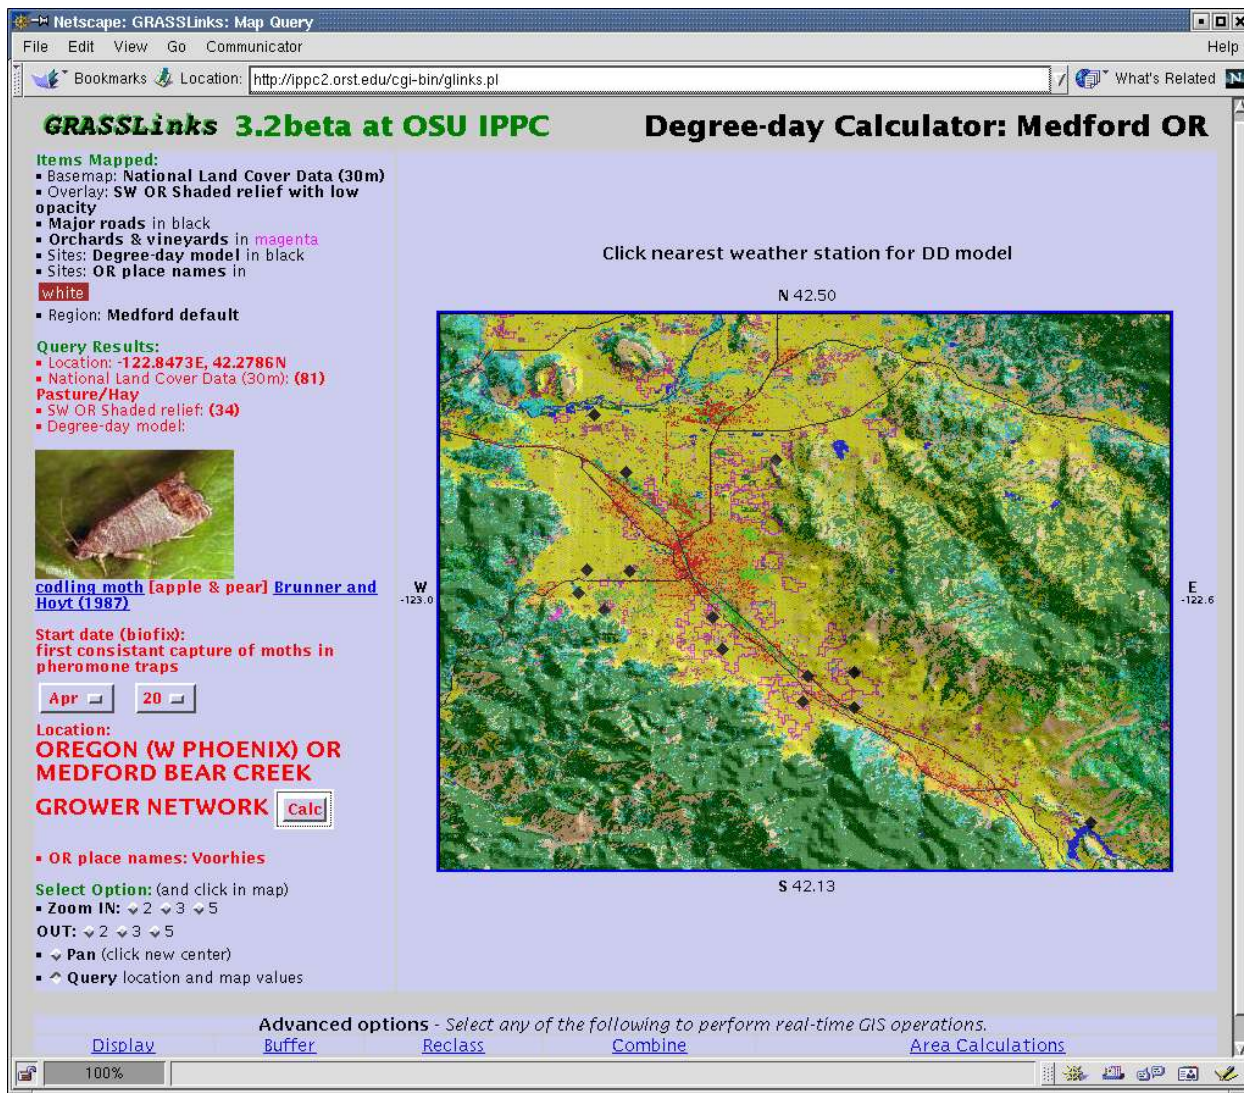 Netscape: GRASSLinks: Map Query
File Edit View Go Communicator Help
Bookmarks Location: http://ippc2.orst.edu/cgi-bin/glinks.pl What's Related N
GRASSLinks 3.2beta at OSU IPPC Degree-day Calculator: Medford OR
Items Mapped:
▪ Basemap: National Land Cover Data (30m)
▪ Overlay: SW OR Shaded relief with low
opacity
▪ Major roads in black
▪ Orchards & vineyards in magenta
▪ Sites: Degree-day model in black
▪ Sites: OR place names in
white
▪ Region: Medford default
Query Results:
▪ Location: -122.8473E, 42.2786N
▪ National Land Cover Data (30m): (81)
Pasture/Hay
▪ SW OR Shaded relief: (34)
▪ Degree-day model:
codling moth [apple & pear] Brunner and
Hoyt (1987)
Start date (biofix):
first consistant capture of moths in
pheromone traps
Apr 20
Location:
OREGON (W PHOENIX) OR
MEDFORD BEAR CREEK
GROWER NETWORK Calc
▪ OR place names: Voorhies
Select Option: (and click in map)
▪ Zoom IN: 2 3 5
OUT: 2 3 5
▪ Pan (click new center)
▪ Query location and map values
Click nearest weather station for DD model
N 42.50
W
-123.0
E
-122.6
S 42.13
Advanced options - Select any of the following to perform real-time GIS operations.
Display Buffer Reclass Combine Area Calculations
100%